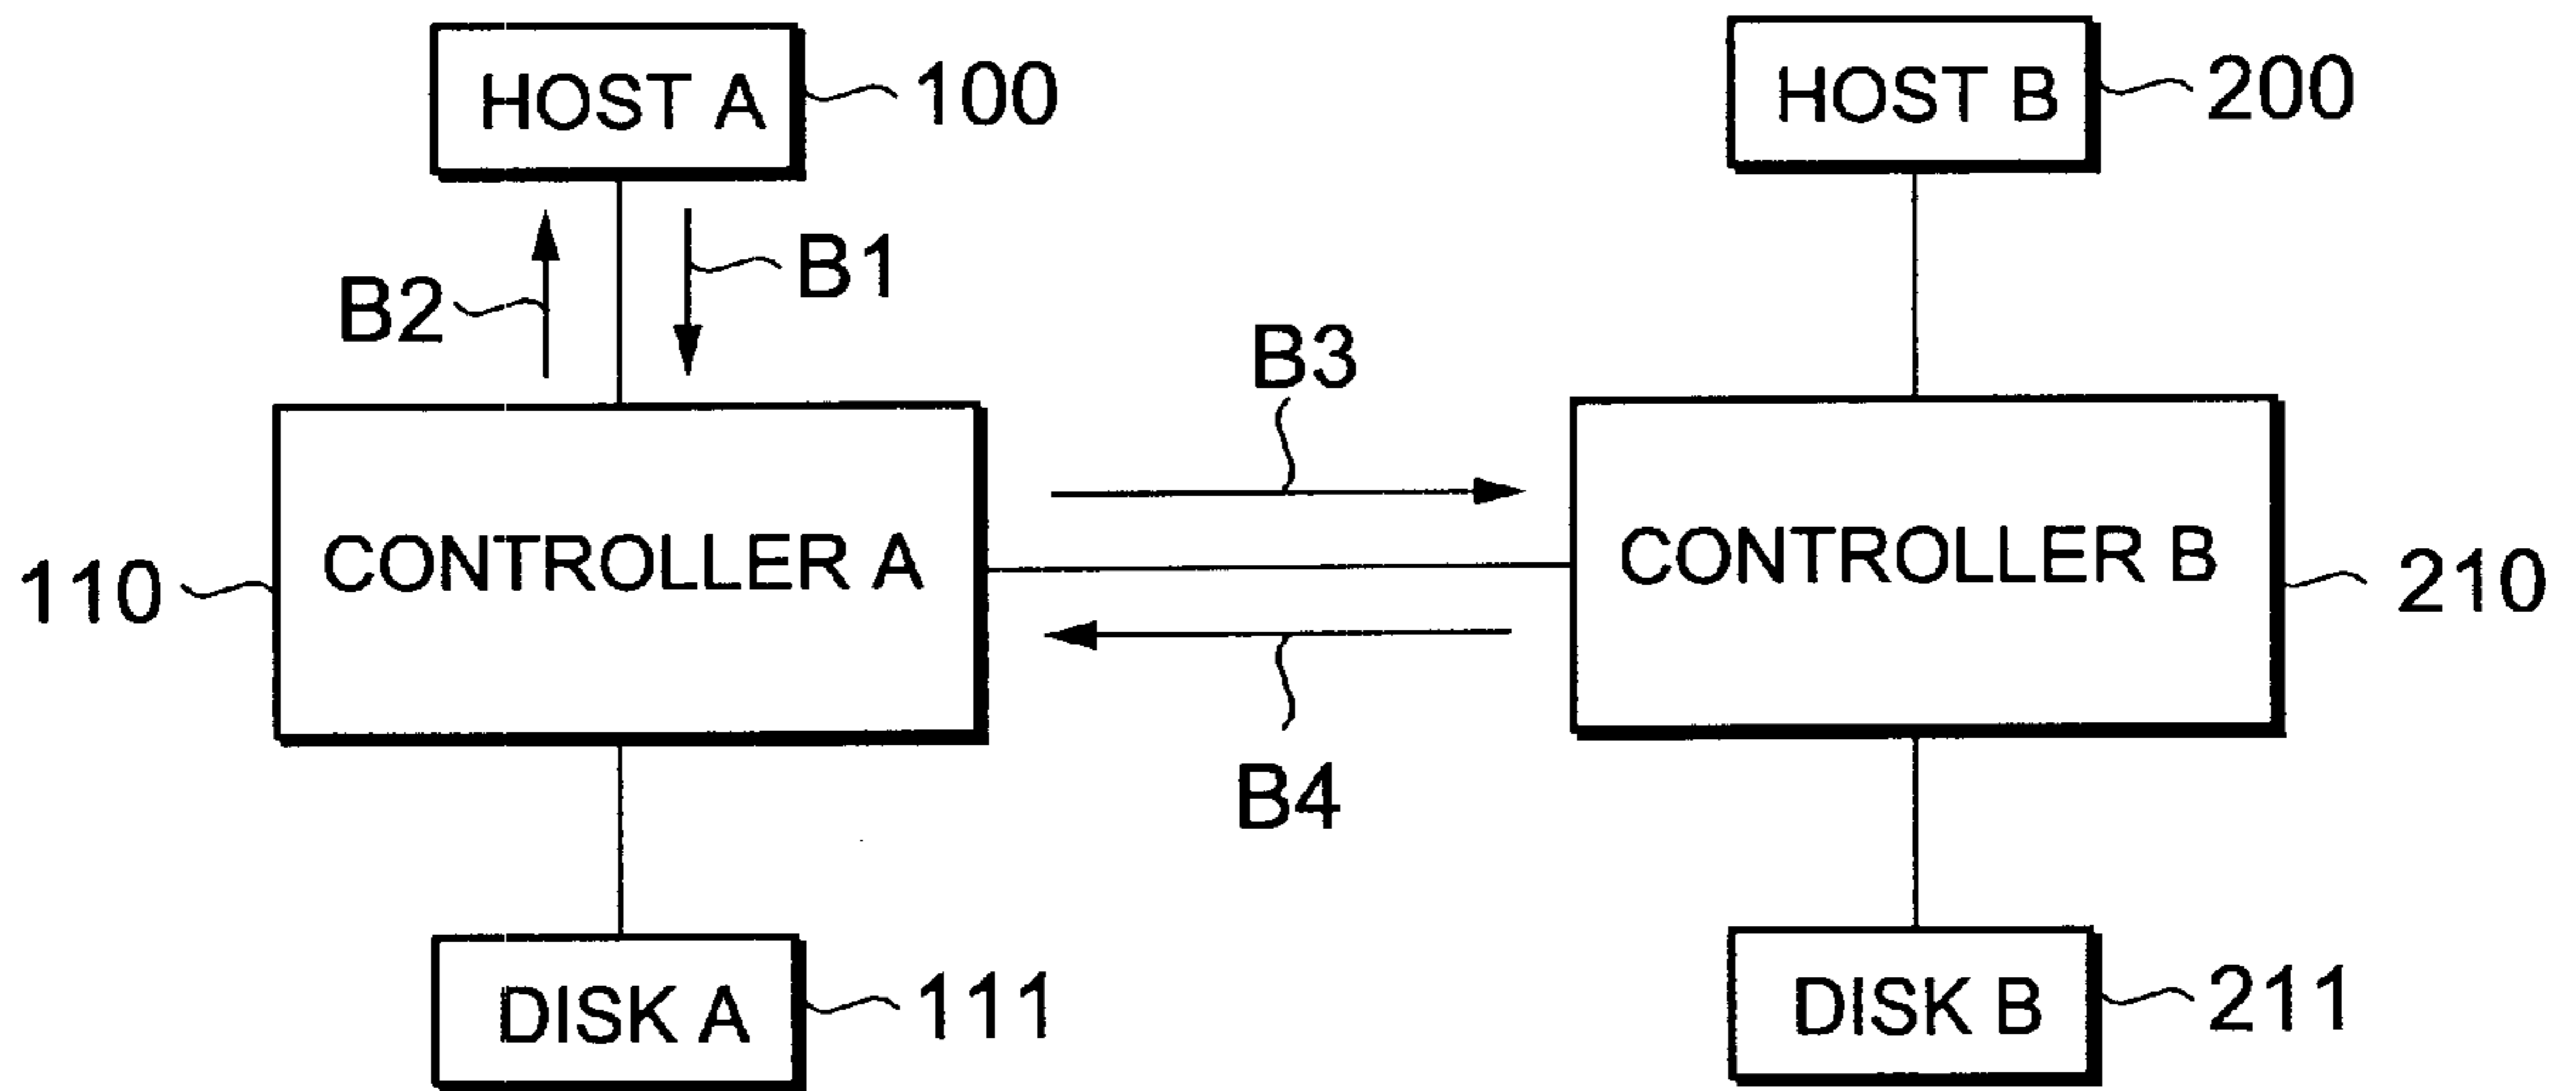 HOST A
100
HOST B
200
B2
B1
B3
CONTROLLER A
110
CONTROLLER B
210
B4
DISK A
111
DISK B
211